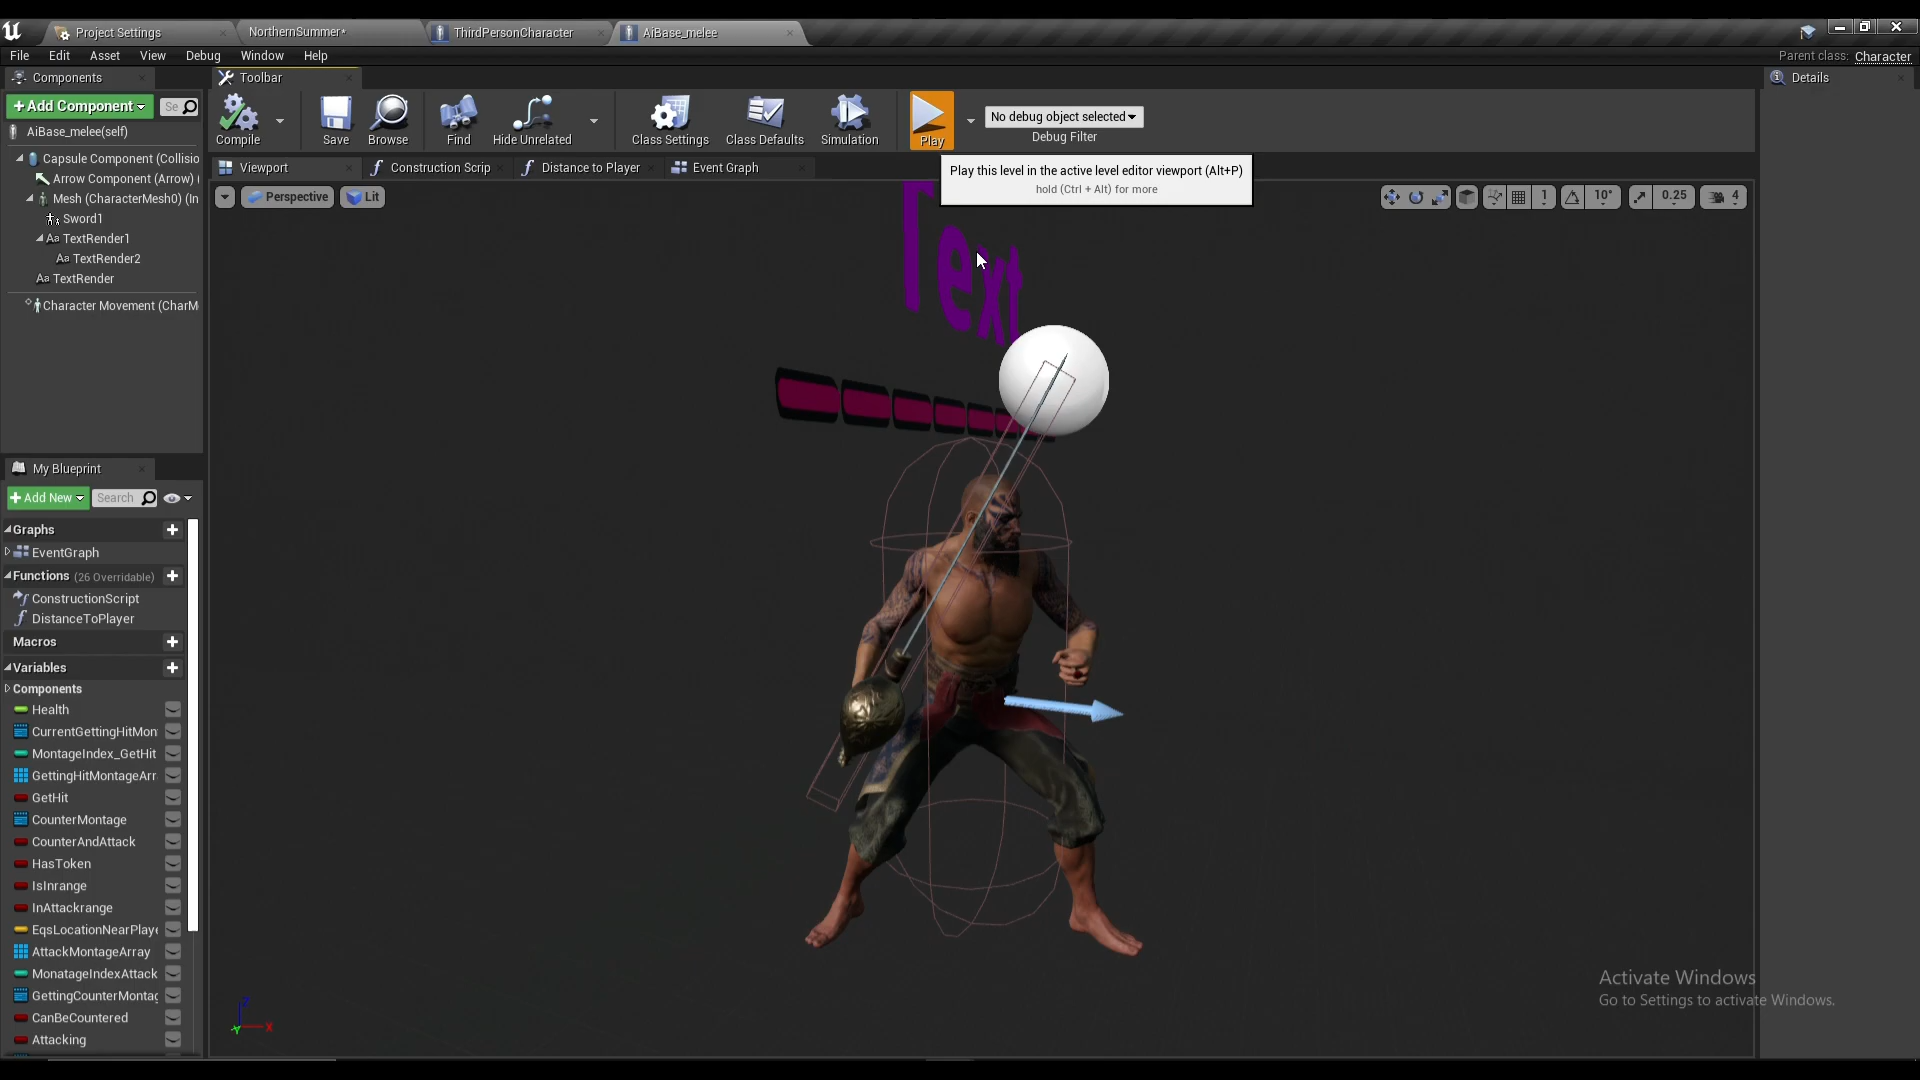 Project Settings
NorthernSummer*
ThirdPersonCharacter
AiBase_melee
File Edit Asset View Debug Window Help
Parent class: Character
Components
Toolbar
Details
+Add Component
Se
AiBase_melee(self)
Capsule Component (Collisio
Arrow Component (Arrow) (
Mesh (CharacterMesh0) (In
Sword1
TextRender1
TextRender2
TextRender
Character Movement (CharM
Compile
Save
Browse
Find
Hide Unrelated
Class Settings
Class Defaults
Simulation
Play
No debug object selected
Debug Filter
Viewport
Construction Scrip
Distance to Player
Event Graph
Play this level in the active level editor viewport (Alt+P)
hold (Ctrl + Alt) for more
Perspective
Lit
1
10°
0.25
4
Text
My Blueprint
+Add New
Search
Graphs
EventGraph
Functions (26 Overridable)
ConstructionScript
DistanceToPlayer
Macros
Variables
Components
Health
CurrentGettingHitMon
MontageIndex_GetHit
GettingHitMontageArr
GetHit
CounterMontage
CounterAndAttack
HasToken
IsInrange
InAttackrange
EqsLocationNearPlaye
AttackMontageArray
MonatageIndexAttack
GettingCounterMontag
CanBeCountered
Attacking
Z
Y
X
Activate Windows
Go to Settings to activate Windows.